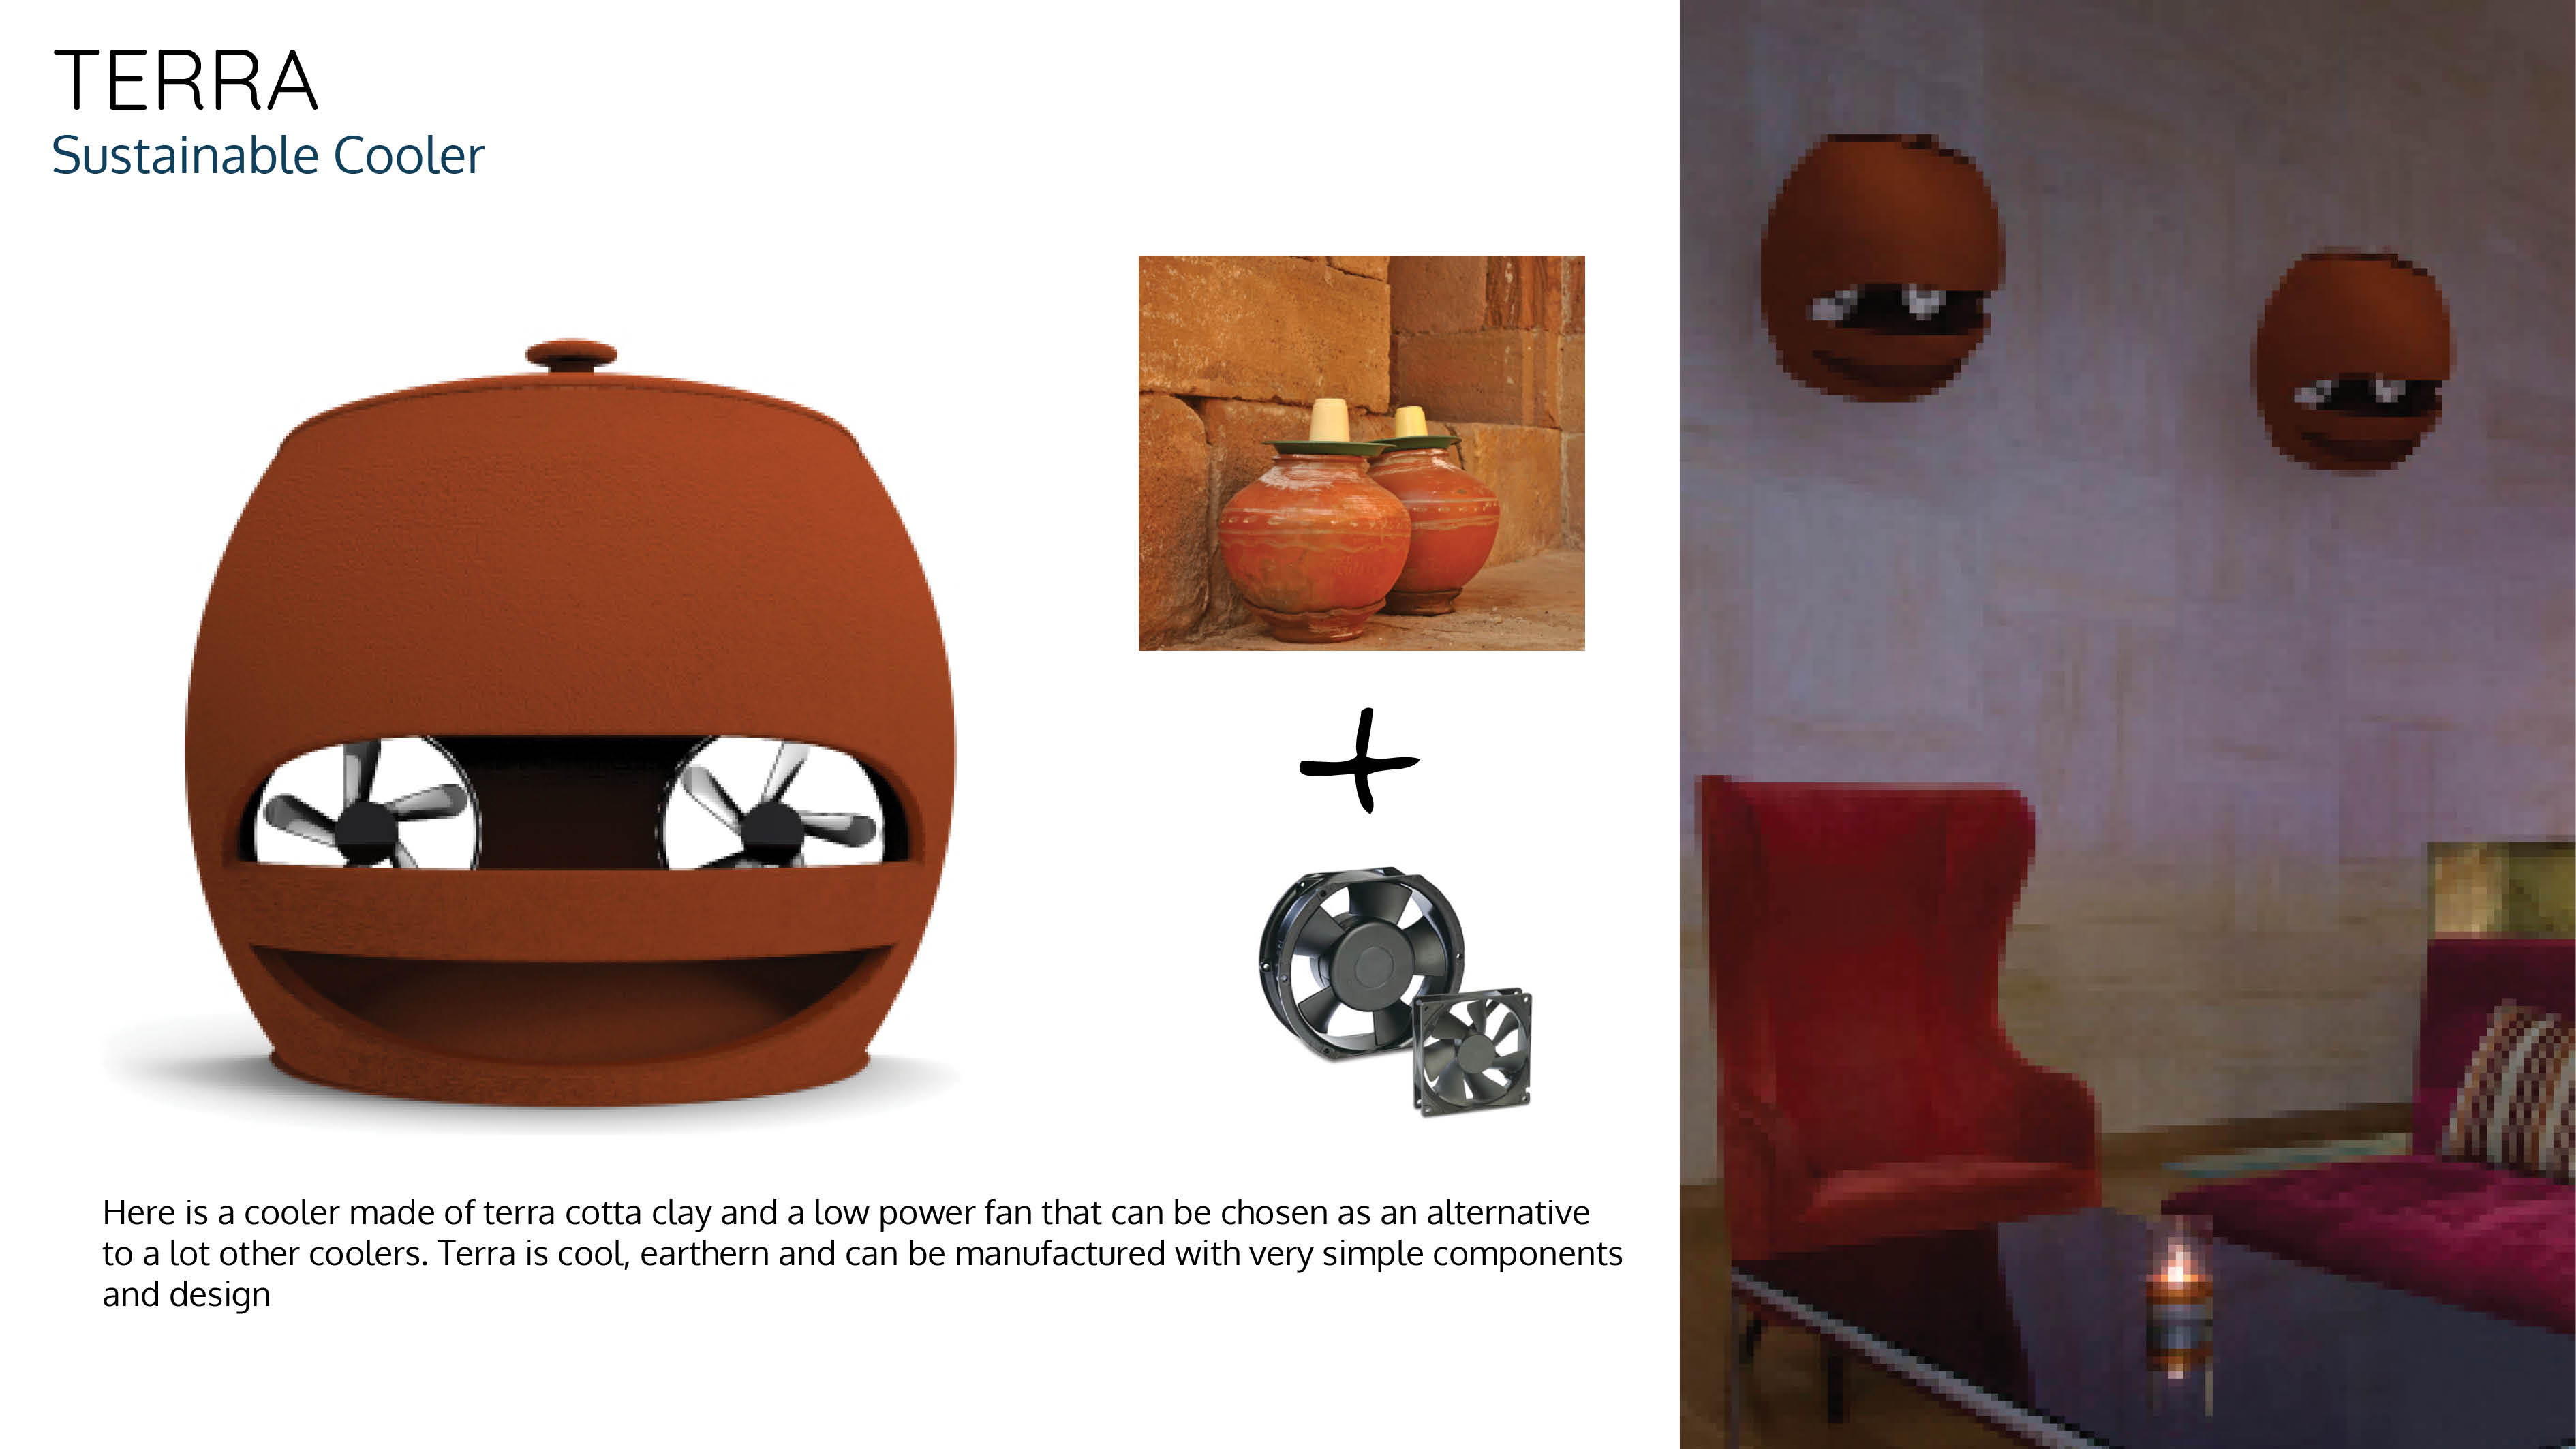 TERRA
Sustainable Cooler
Here is a cooler made of terra cotta clay and a low power fan that can be chosen as an alternative
to a lot other coolers. Terra is cool, earthern and can be manufactured with very simple components
and design